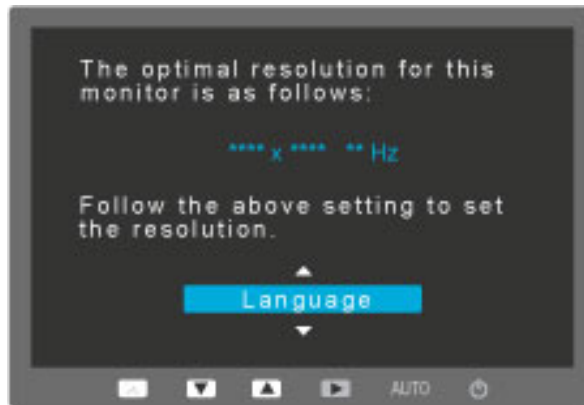 The optimal resolution for this
monitor is as follows:
**** x **** ** Hz
Follow the above setting to set
the resolution.
Language
AUTO